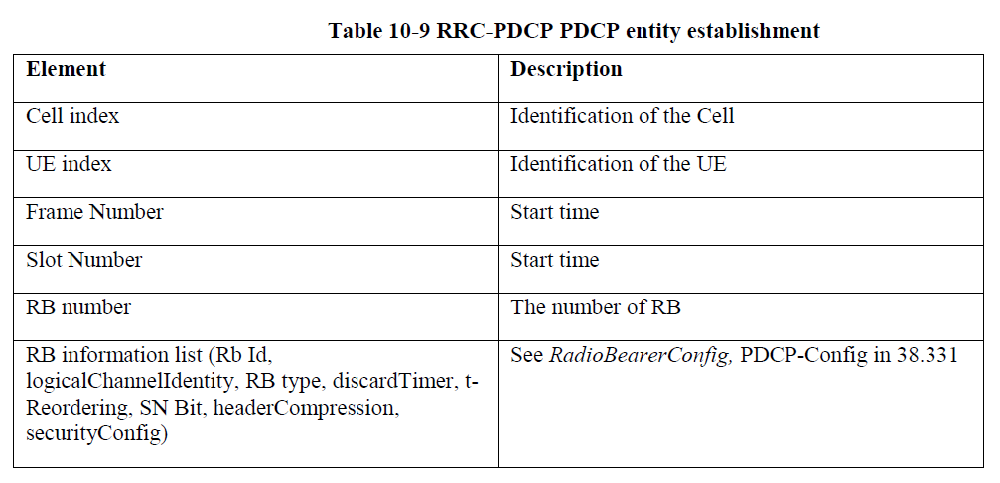 Table 10-9 RRC-PDCP PDCP entity establishment
Element Description
Cell index Identification of the Cell
UE index Identification of the UE
Frame Number Start time
Slot Number Start time
RB number The number of RB
RB information list (Rb Id, See RadioBearerConfig, PDCP-Config in 38.331
logicalChannelIdentity, RB type, discardTimer, t-
Reordering, SN Bit, headerCompression,
securityConfig)